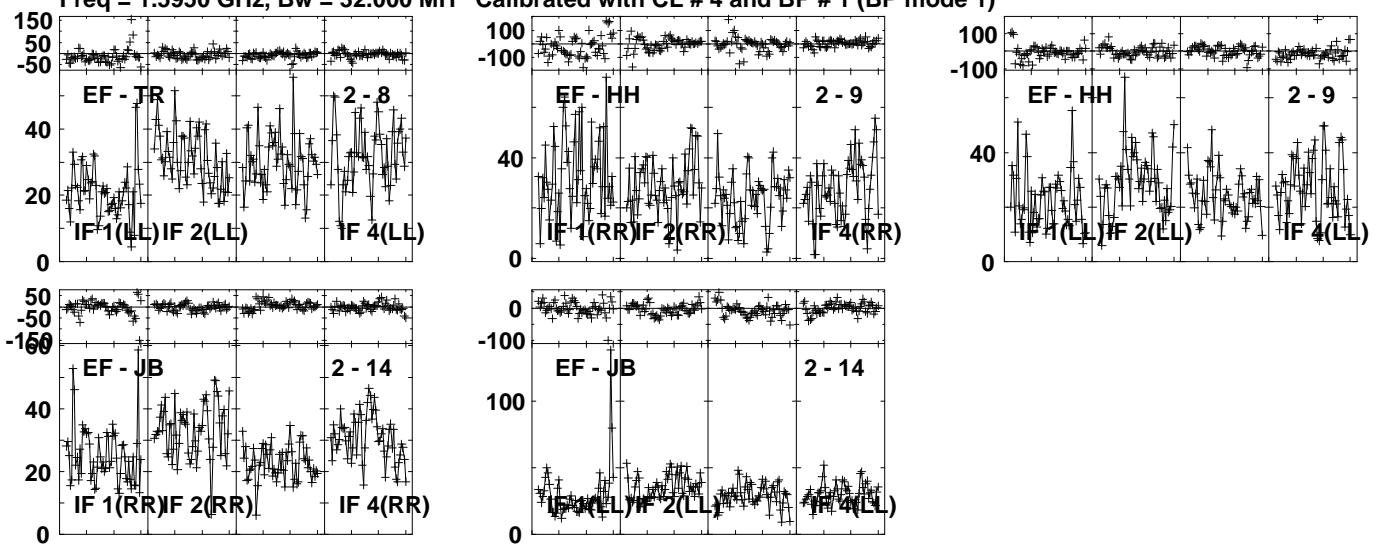 Freq = 1.5950 GHz, Bw = 32.000 MH Calibrated with CL # 4 and BP # 1 (BP mode 1)
150
50
-50
EF - TR 2 - 8
40
20
0
IF 1(LL) IF 2(LL) IF 4(LL)
100
-100
EF - HH 2 - 9
40
0
IF 1(RR) IF 2(RR) IF 4(RR)
100
-100
EF - HH 2 - 9
40
0
IF 1(LL) IF 2(LL) IF 4(LL)
50
-50
-150
60
EF - JB 2 - 14
40
20
0
IF 1(RR) IF 2(RR) IF 4(RR)
0
-100
EF - JB 2 - 14
100
0
IF 1(LL) IF 2(LL) IF 4(LL)